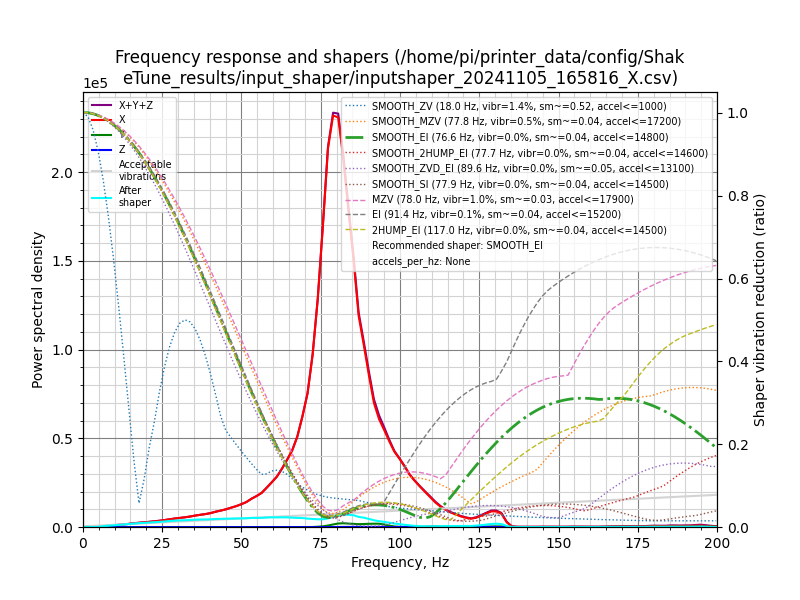 Frequency response and shapers (/home/pi/printer_data/config/Shak
eTune_results/input_shaper/inputshaper_20241105_165816_X.csv)
1e5
X+Y+Z
X
Z
Acceptable
vibrations
After
shaper
SMOOTH_ZV (18.0 Hz, vibr=1.4%, sm~=0.52, accel<=1000)
SMOOTH_MZV (77.8 Hz, vibr=0.5%, sm~=0.04, accel<=17200)
SMOOTH_EI (76.6 Hz, vibr=0.0%, sm~=0.04, accel<=14800)
SMOOTH_2HUMP_EI (77.7 Hz, vibr=0.0%, sm~=0.04, accel<=14600)
SMOOTH_ZVD_EI (89.6 Hz, vibr=0.0%, sm~=0.05, accel<=13100)
SMOOTH_SI (77.9 Hz, vibr=0.0%, sm~=0.04, accel<=14500)
MZV (78.0 Hz, vibr=1.0%, sm~=0.03, accel<=17900)
EI (91.4 Hz, vibr=0.1%, sm~=0.04, accel<=15200)
2HUMP_EI (117.0 Hz, vibr=0.0%, sm~=0.04, accel<=14500)
Recommended shaper: SMOOTH_EI
accels_per_hz: None
Power spectral density
2.0
1.5
1.0
0.5
0.0
Shaper vibration reduction (ratio)
1.0
0.8
0.6
0.4
0.2
0.0
0 25 50 75 100 125 150 175 200
Frequency, Hz